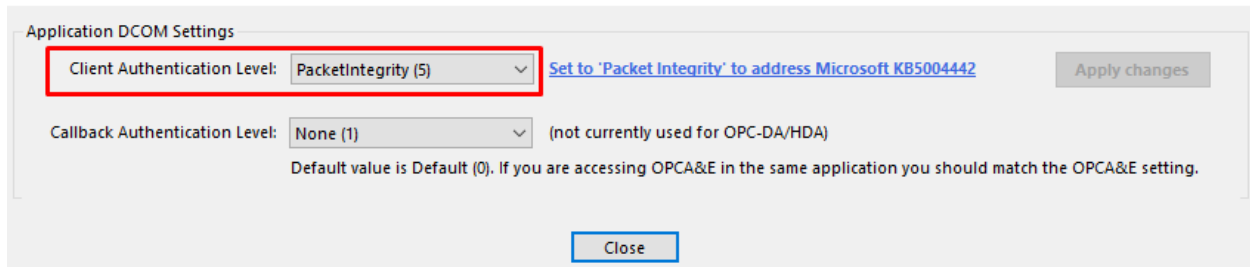 Application DCOM Settings
Client Authentication Level: PacketIntegrity (5) Set to 'Packet Integrity' to address Microsoft KB5004442 Apply changes
Callback Authentication Level: None (1) (not currently used for OPC-DA/HDA)
Default value is Default (0). If you are accessing OPCA&E in the same application you should match the OPCA&E setting.
Close